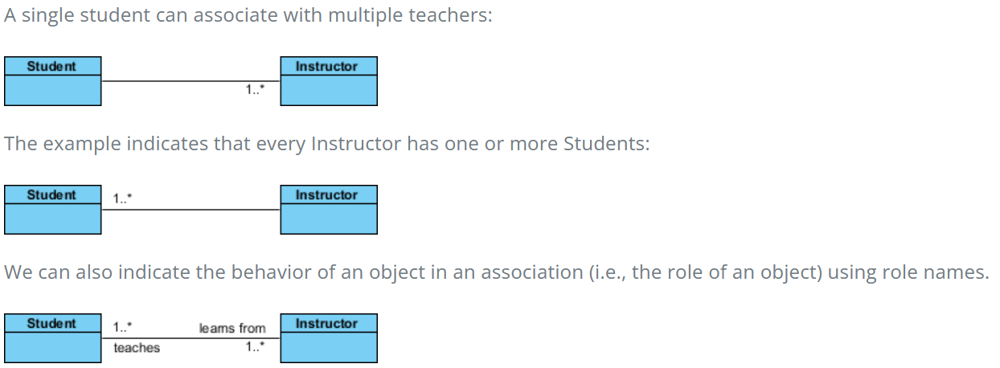 A single student can associate with multiple teachers:
Student
Instructor
1..*
The example indicates that every Instructor has one or more Students:
Student
1..*
Instructor
We can also indicate the behavior of an object in an association (i.e., the role of an object) using role names.
Student
1..*
learns from
Instructor
teaches
1..*